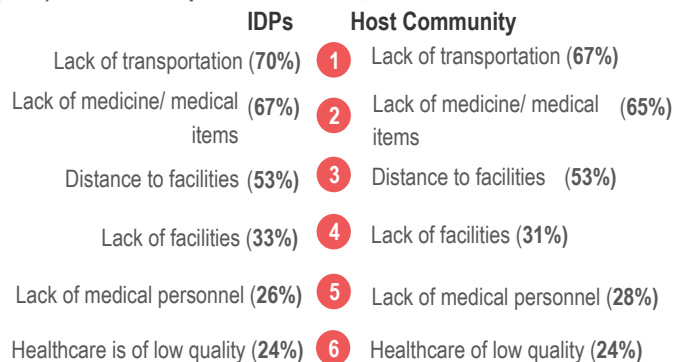 IDPs Host Community
Lack of transportation (70%) 1 Lack of transportation (67%)
Lack of medicine/ medical items (67%) 2 Lack of medicine/ medical items (65%)
Distance to facilities (53%) 3 Distance to facilities (53%)
Lack of facilities (33%) 4 Lack of facilities (31%)
Lack of medical personnel (26%) 5 Lack of medical personnel (28%)
Healthcare is of low quality (24%) 6 Healthcare of low quality (24%)